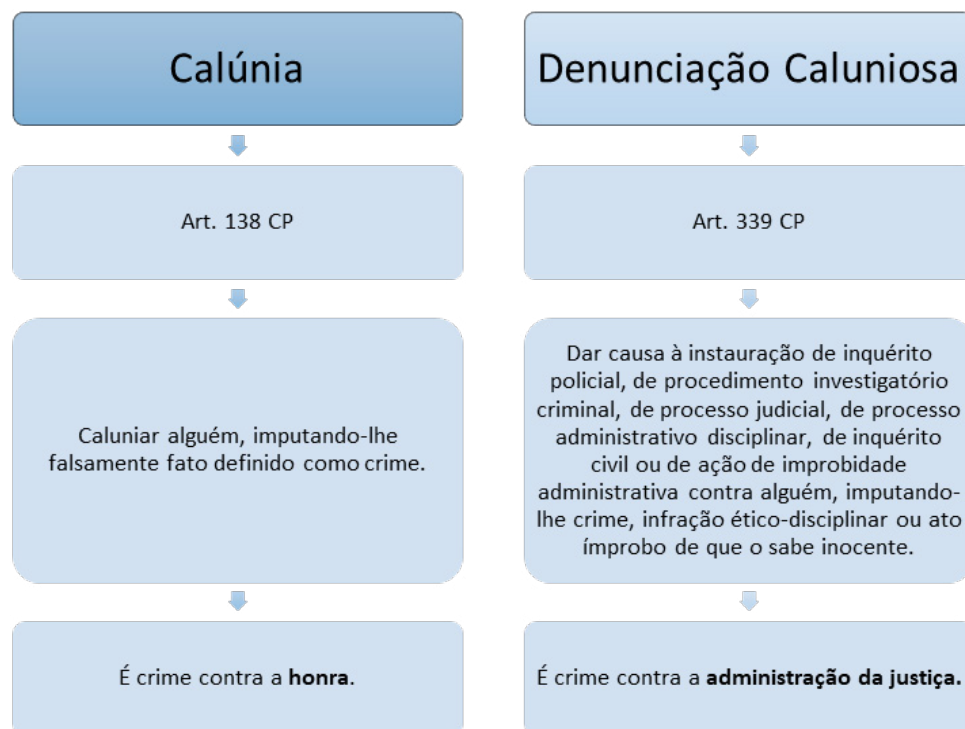 Calúnia
Art. 138 CP
Caluniar alguém, imputando-lhe
falsamente fato definido como crime.
É crime contra a honra.
Denunciação Caluniosa
Art. 339 CP
Dar causa à instauração de inquérito
policial, de procedimento investigatório
criminal, de processo judicial, de processo
administrativo disciplinar, de inquérito
civil ou de ação de improbidade
administrativa contra alguém, imputando-
lhe crime, infração ético-disciplinar ou ato
ímprobo de que o sabe inocente.
É crime contra a administração da justiça.